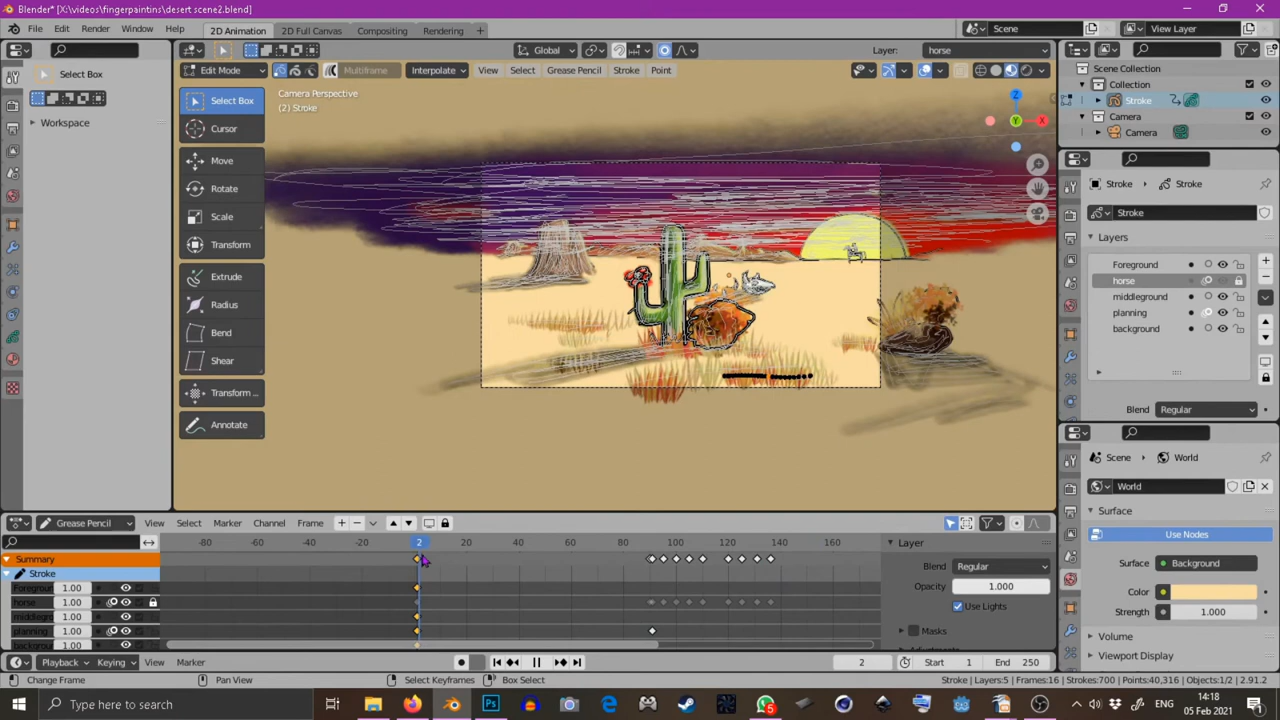 Blender* [X:\videos\fingerpaintins\desert scene2.blend]
File Edit Render Window Help
2D Animation 2D Full Canvas Compositing Rendering +
Scene
View Layer
Select Box
Workspace
Global
Layer: horse
Edit Mode
Multiframe
Interpolate
View Select Grease Pencil Stroke Point
Select Box
Cursor
Move
Rotate
Scale
Transform
Extrude
Radius
Bend
Shear
Transform ...
Annotate
Camera Perspective
(2) Stroke
Z
Y
X
Scene Collection
Collection
Stroke
Camera
Camera
Stroke Stroke
Stroke
Layers
Foreground
horse
middleground
planning
background
Blend Regular
Scene World
World
Surface
Use Nodes
Surface Background
Color
Strength 1.000
Volume
Viewport Display
Grease Pencil
View Select Marker Channel Frame
-80 -60 -40 -20 2 20 40 60 80 100 120 140 160
Summary
Stroke
Foregroun 1.00
horse 1.00
middlegro 1.00
planning 1.00
backgroun 1.00
Layer
Blend Regular
Opacity 1.000
Use Lights
Masks
Playback Keying View Marker
2
Start 1
End 250
Change Frame
Pan View
Select Keyframes
Box Select
Stroke | Layers:5 | Frames:16 | Strokes:700 | Points:40,316 | Objects:1/2 | 2.91.2
Type here to search
5
14:18
05 Feb 2021